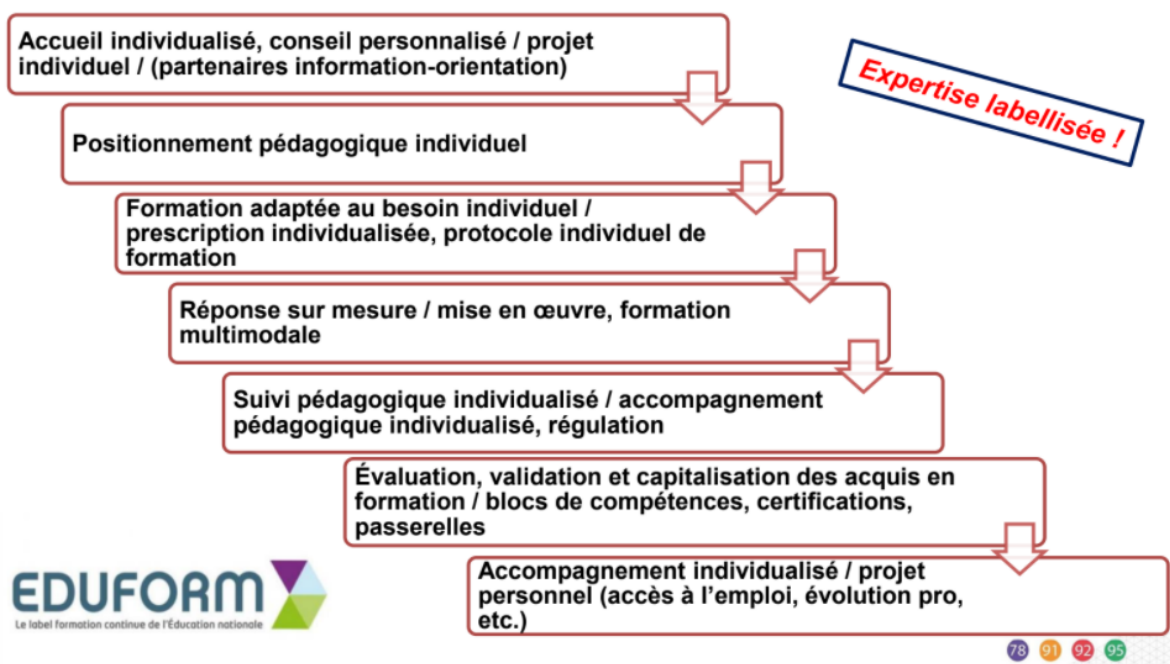 Accueil individualisé, conseil personnalisé / projet
individuel / (partenaires information-orientation)
Expertise labellisée !
Positionnement pédagogique individuel
Formation adaptée au besoin individuel /
prescription individualisée, protocole individuel de
formation
Réponse sur mesure / mise en œuvre, formation
multimodale
Suivi pédagogique individualisé / accompagnement
pédagogique individualisé, régulation
Évaluation, validation et capitalisation des acquis en
formation / blocs de compétences, certifications,
passerelles
Accompagnement individualisé / projet
personnel (accès à l’emploi, évolution pro,
etc.)
EDUFORM
Le label formation continue de l'Éducation nationale
78 91 92 95